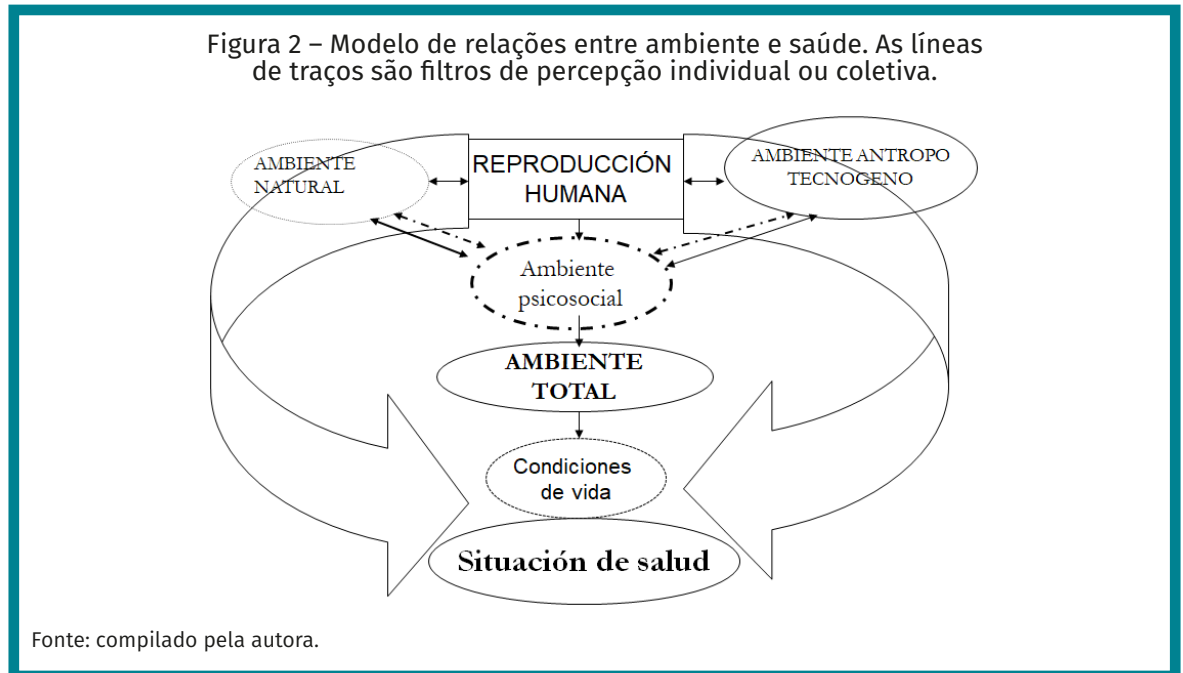 Figura 2 – Modelo de relações entre ambiente e saúde. As líneas
de traços são filtros de percepção individual ou coletiva.
AMBIENTE
NATURAL
REPRODUCCIÓN
HUMANA
AMBIENTE ANTROPO
TECNOGENO
Ambiente
psicosocial
AMBIENTE
TOTAL
Condiciones
de vida
Situación de salud
Fonte: compilado pela autora.